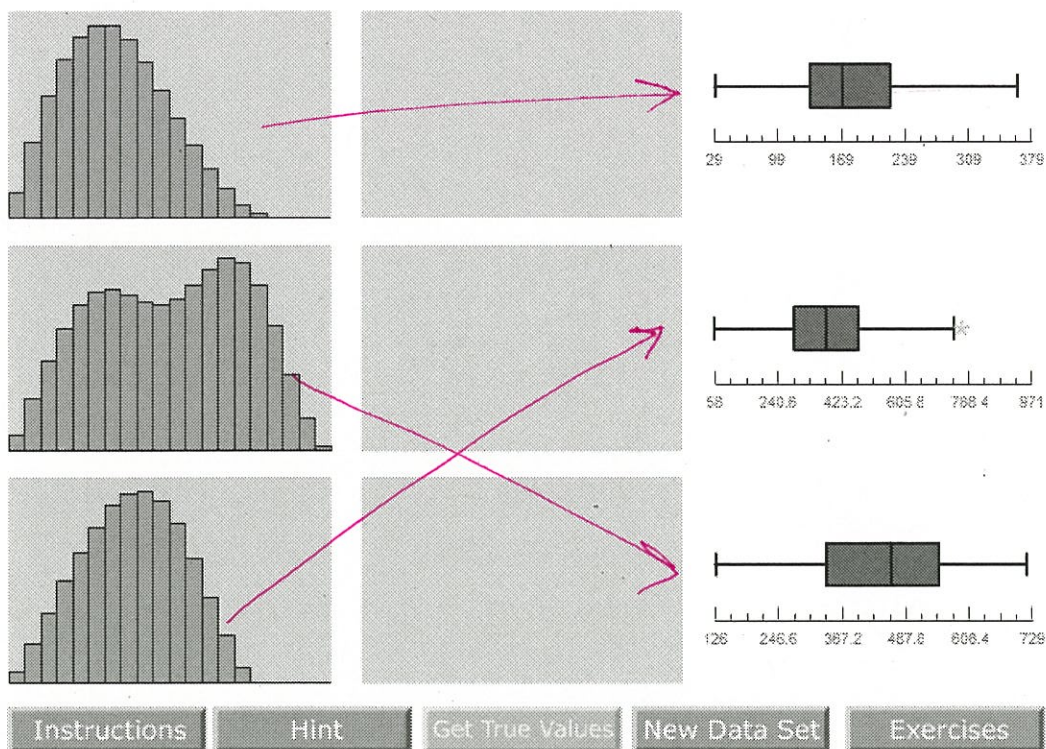 29 99 169 239 309 379
58 240.6 423.2 605.8 788.4 971
126 246.6 367.2 487.8 608.4 729
Instructions Hint Get True Values New Data Set Exercises